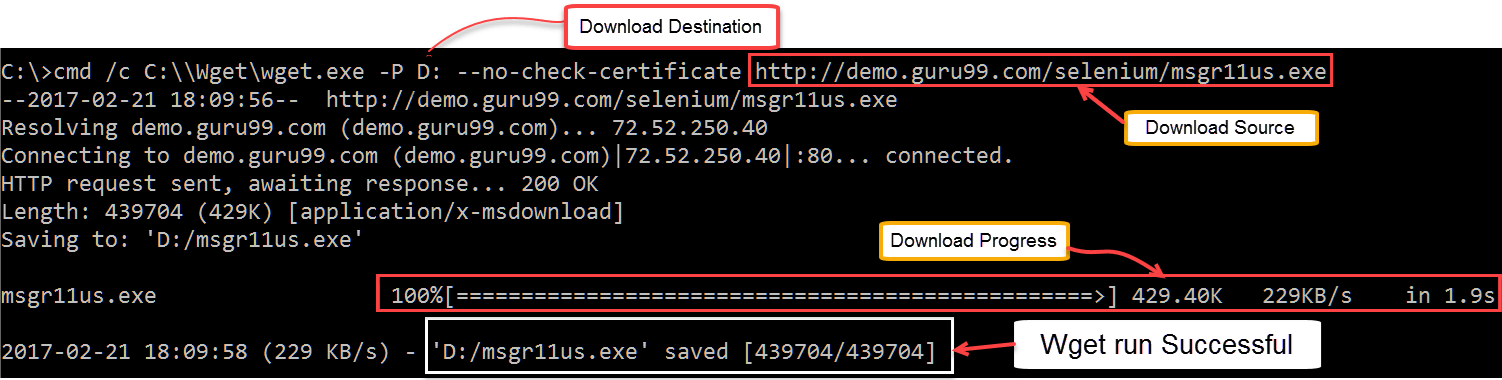 Download Destination
C:\>cmd /c C:\\Wget\wget.exe -P D: --no-check-certificate http://demo.guru99.com/selenium/msgr11us.exe
--2017-02-21 18:09:56--  http://demo.guru99.com/selenium/msgr11us.exe
Download Source
Resolving demo.guru99.com (demo.guru99.com)... 72.52.250.40
Connecting to demo.guru99.com (demo.guru99.com)|72.52.250.40|:80... connected.
HTTP request sent, awaiting response... 200 OK
Length: 439704 (429K) [application/x-msdownload]
Saving to: 'D:/msgr11us.exe'
Download Progress
msgr11us.exe 100%[=================================================>] 429.40K 229KB/s in 1.9s
2017-02-21 18:09:58 (229 KB/s) - 'D:/msgr11us.exe' saved [439704/439704]
Wget run Successful